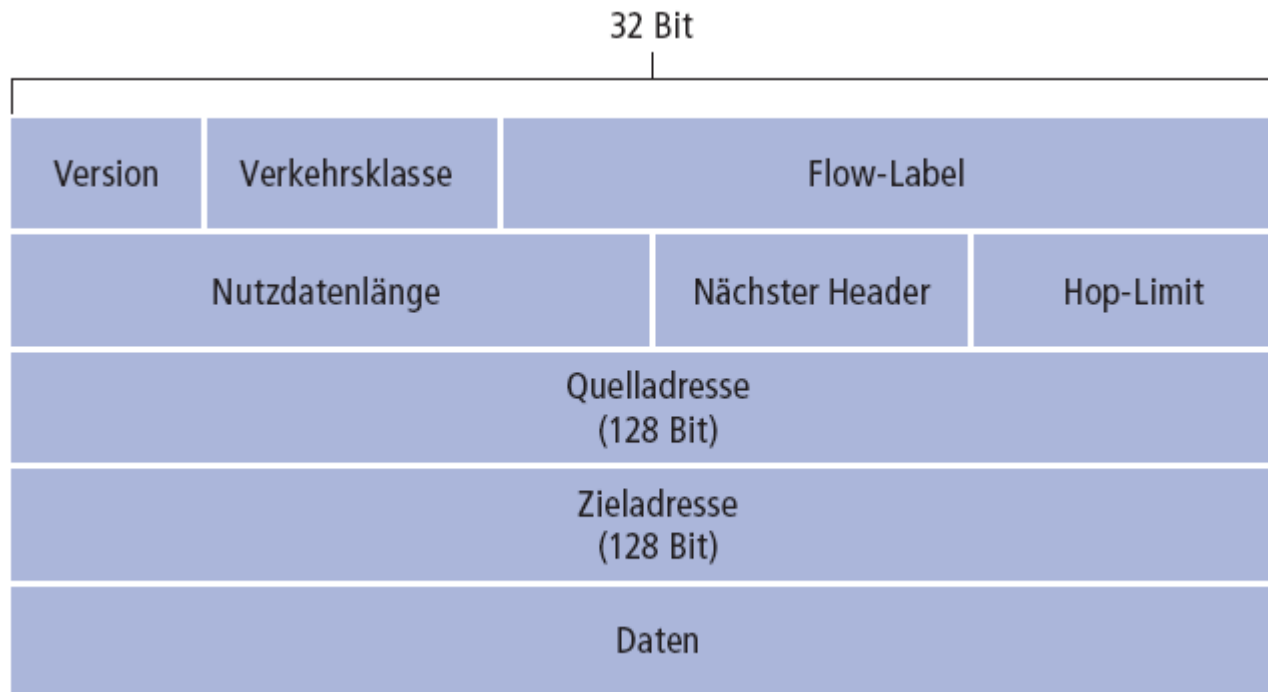 32 Bit
Version Verkehrsklasse Flow-Label
Nutzdatenlänge Nächster Header Hop-Limit
Quelladresse
(128 Bit)
Zieladresse
(128 Bit)
Daten